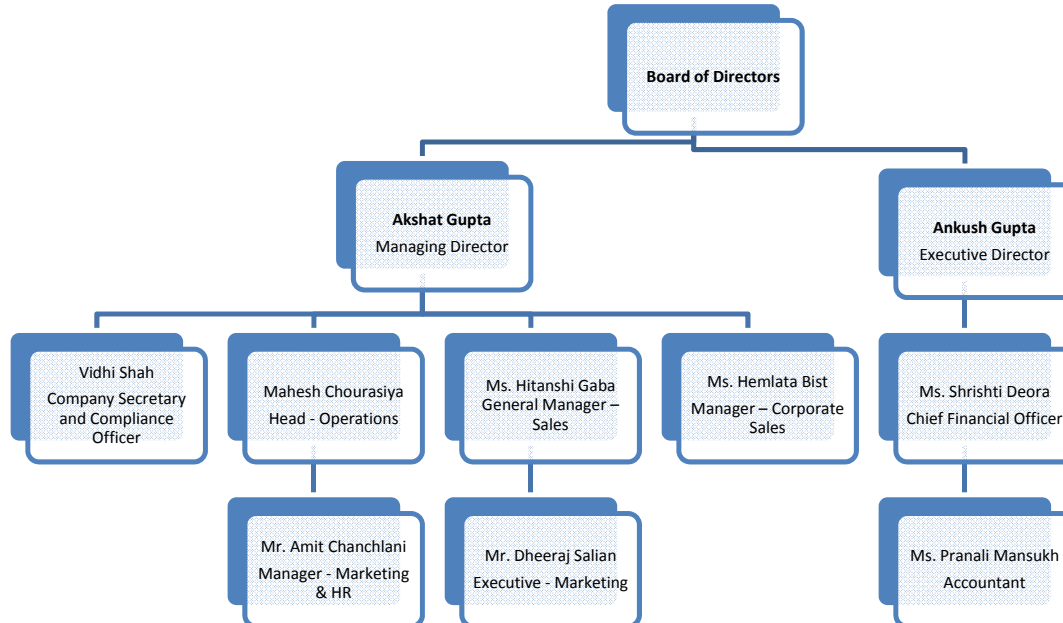 Board of Directors
Akshat Gupta
Managing Director
Ankush Gupta
Executive Director
Vidhi Shah
Company Secretary
and Compliance
Officer
Mahesh Chourasiya
Head - Operations
Ms. Hitanshi Gaba
General Manager –
Sales
Ms. Hemlata Bist
Manager – Corporate
Sales
Ms. Shrishti Deora
Chief Financial Officer
Mr. Amit Chanchlani
Manager - Marketing
& HR
Mr. Dheeraj Salian
Executive - Marketing
Ms. Pranali Mansukh
Accountant